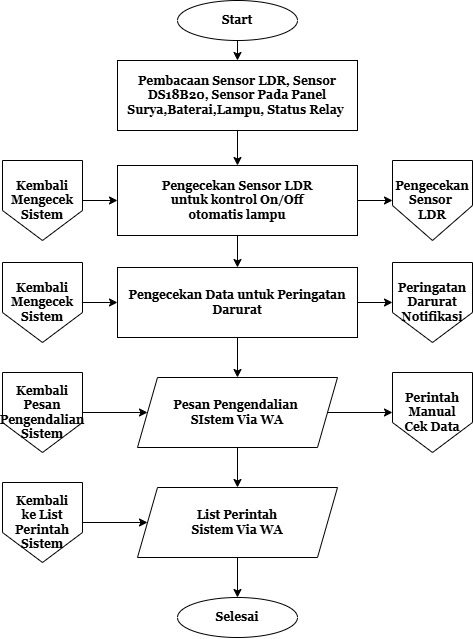 Start
Pembacaan Sensor LDR, Sensor
DS18B20, Sensor Pada Panel
Surya,Baterai,Lampu, Status Relay
Kembali
Mengecek
Sistem
Pengecekan Sensor LDR
untuk kontrol On/Off
otomatis lampu
Pengecekan
Sensor
LDR
Kembali
Mengecek
Sistem
Pengecekan Data untuk Peringatan
Darurat
Peringatan
Darurat
Notifikasi
Kembali
Pesan
Pengendalian
Sistem
Pesan Pengendalian
SIstem Via WA
Perintah
Manual
Cek Data
Kembali
ke List
Perintah
Sistem
List Perintah
Sistem Via WA
Selesai